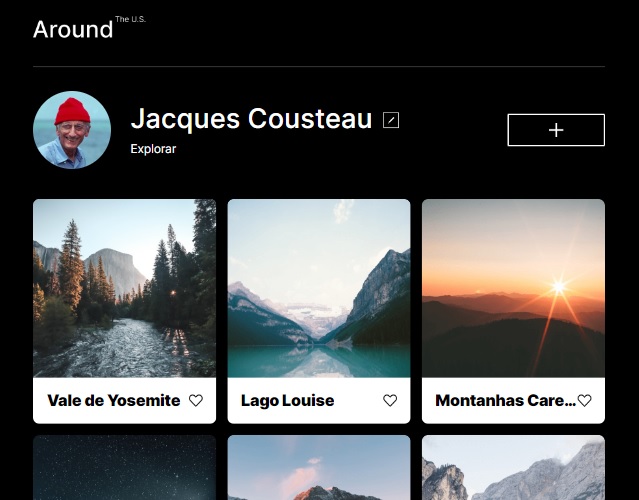 Around The U.S.
Jacques Cousteau
Explorar
Vale de Yosemite
Lago Louise
Montanhas Care...